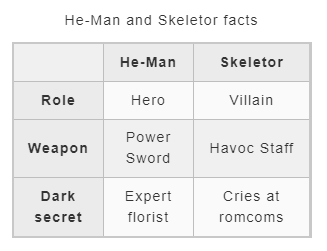 He-Man and Skeletor facts
He-Man Skeletor
Role Hero Villain
Weapon Power Sword Havoc Staff
Dark secret Expert florist Cries at romcoms